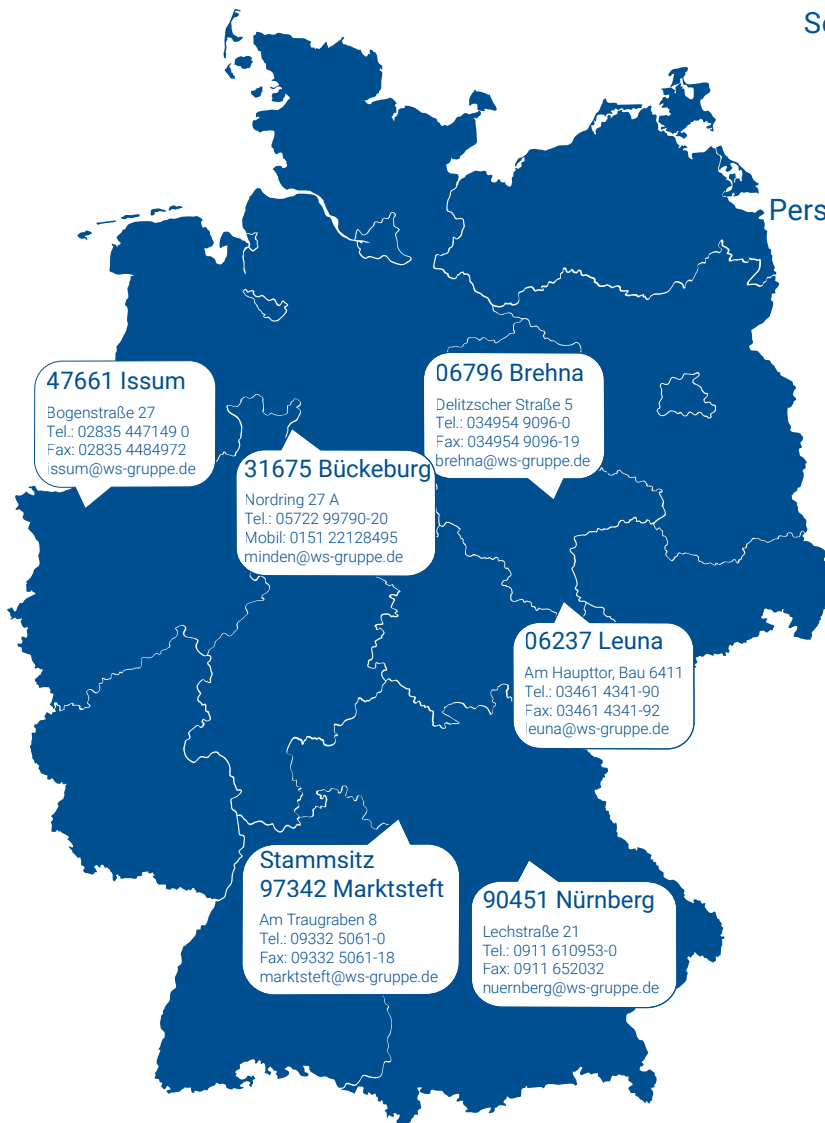 47661 Issum
Bogenstraße 27
Tel.: 02835 447149 0
Fax: 02835 4484972
issum@ws-gruppe.de
06796 Brehna
Delitzscher Straße 5
Tel.: 034954 9096-0
Fax: 034954 9096-19
brehna@ws-gruppe.de
31675 Bückeburg
Nordring 27 A
Tel.: 05722 99790-20
Mobil: 0151 22128495
minden@ws-gruppe.de
06237 Leuna
Am Haupttor, Bau 6411
Tel.: 03461 4341-90
Fax: 03461 4341-92
leuna@ws-gruppe.de
Stammsitz
97342 Marktsteft
Am Traugraben 8
Tel.: 09332 5061-0
Fax: 09332 5061-18
marktsteft@ws-gruppe.de
90451 Nürnberg
Lechstraße 21
Tel.: 0911 610953-0
Fax: 0911 652032
nuernberg@ws-gruppe.de